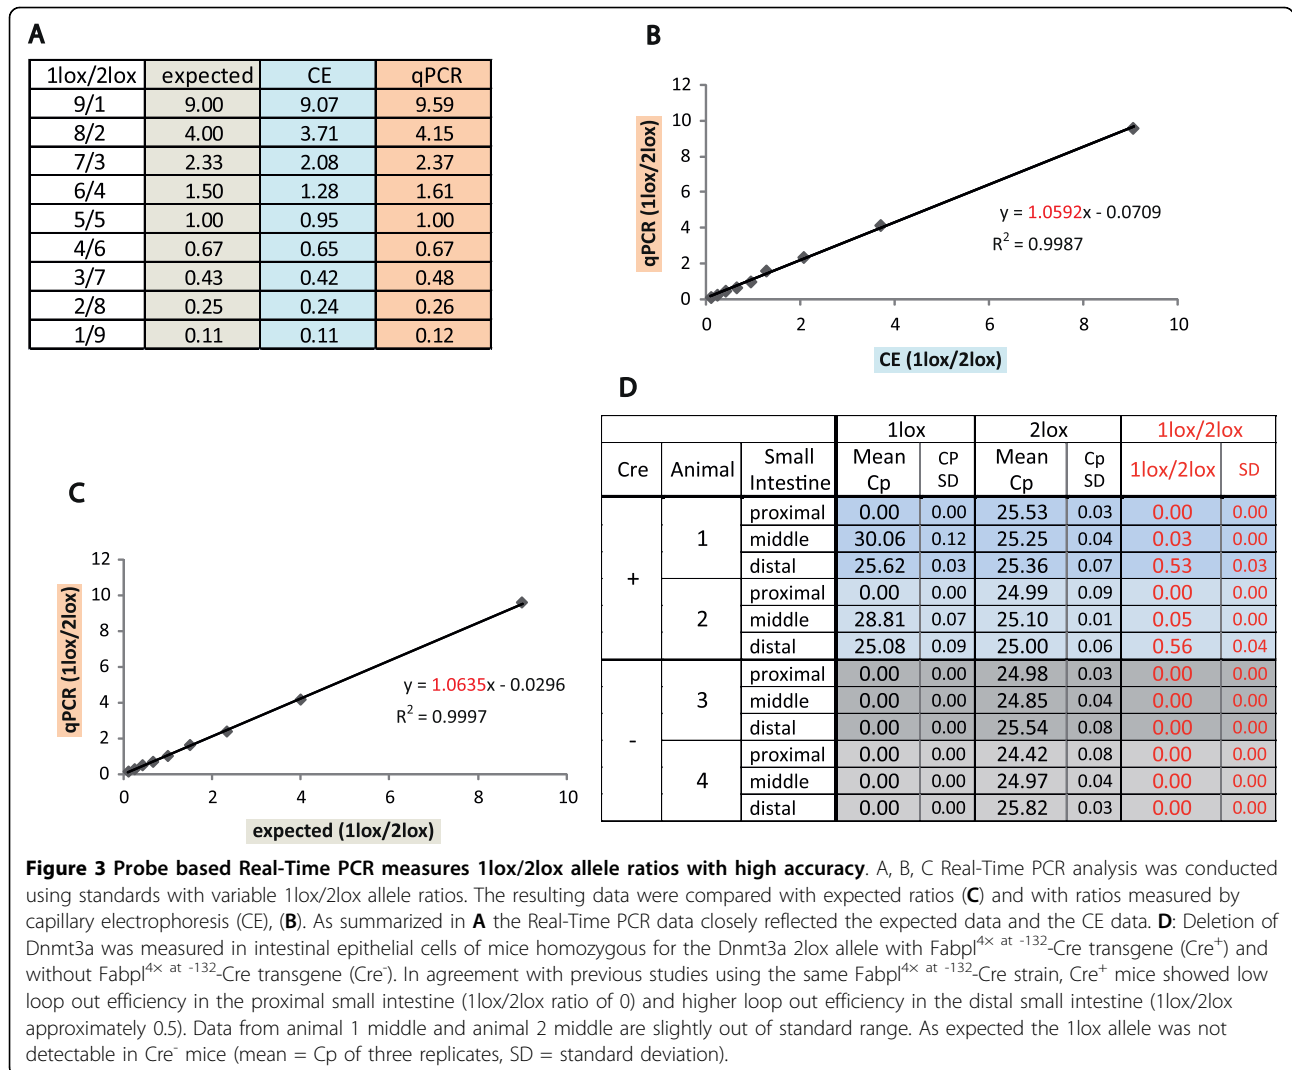 A
1lox/2lox expected CE qPCR
9/1 9.00 9.07 9.59
8/2 4.00 3.71 4.15
7/3 2.33 2.08 2.37
6/4 1.50 1.28 1.61
5/5 1.00 0.95 1.00
4/6 0.67 0.65 0.67
3/7 0.43 0.42 0.48
2/8 0.25 0.24 0.26
1/9 0.11 0.11 0.12
B
12
10
8
6
4
2
0
qPCR (1lox/2lox)
y = 1.0592x - 0.0709
R² = 0.9987
0 2 4 6 8 10
CE (1lox/2lox)
C
12
10
8
6
4
2
0
qPCR (1lox/2lox)
y = 1.0635x - 0.0296
R² = 0.9997
0 2 4 6 8 10
expected (1lox/2lox)
D
1lox 2lox 1lox/2lox
Cre Animal Small Intestine Mean Cp CP SD Mean Cp Cp SD 1lox/2lox SD
+ 1 proximal 0.00 0.00 25.53 0.03 0.00 0.00
middle 30.06 0.12 25.25 0.04 0.03 0.00
distal 25.62 0.03 25.36 0.07 0.53 0.03
2 proximal 0.00 0.00 24.99 0.09 0.00 0.00
middle 28.81 0.07 25.10 0.01 0.05 0.00
distal 25.08 0.09 25.00 0.06 0.56 0.04
- 3 proximal 0.00 0.00 24.98 0.03 0.00 0.00
middle 0.00 0.00 24.85 0.04 0.00 0.00
distal 0.00 0.00 25.54 0.08 0.00 0.00
4 proximal 0.00 0.00 24.42 0.08 0.00 0.00
middle 0.00 0.00 24.97 0.04 0.00 0.00
distal 0.00 0.00 25.82 0.03 0.00 0.00
Figure 3 Probe based Real-Time PCR measures 1lox/2lox allele ratios with high accuracy. A, B, C Real-Time PCR analysis was conducted
using standards with variable 1lox/2lox allele ratios. The resulting data were compared with expected ratios (C) and with ratios measured by
capillary electrophoresis (CE), (B). As summarized in A the Real-Time PCR data closely reflected the expected data and the CE data. D: Deletion of
Dnmt3a was measured in intestinal epithelial cells of mice homozygous for the Dnmt3a 2lox allele with Fabpl⁴ˣ ᵃᵗ ⁻¹³²-Cre transgene (Cre⁺) and
without Fabpl⁴ˣ ᵃᵗ ⁻¹³²-Cre transgene (Cre⁻). In agreement with previous studies using the same Fabpl⁴ˣ ᵃᵗ ⁻¹³²-Cre strain, Cre⁺ mice showed low
loop out efficiency in the proximal small intestine (1lox/2lox ratio of 0) and higher loop out efficiency in the distal small intestine (1lox/2lox
approximately 0.5). Data from animal 1 middle and animal 2 middle are slightly out of standard range. As expected the 1lox allele was not
detectable in Cre⁻ mice (mean = Cp of three replicates, SD = standard deviation).